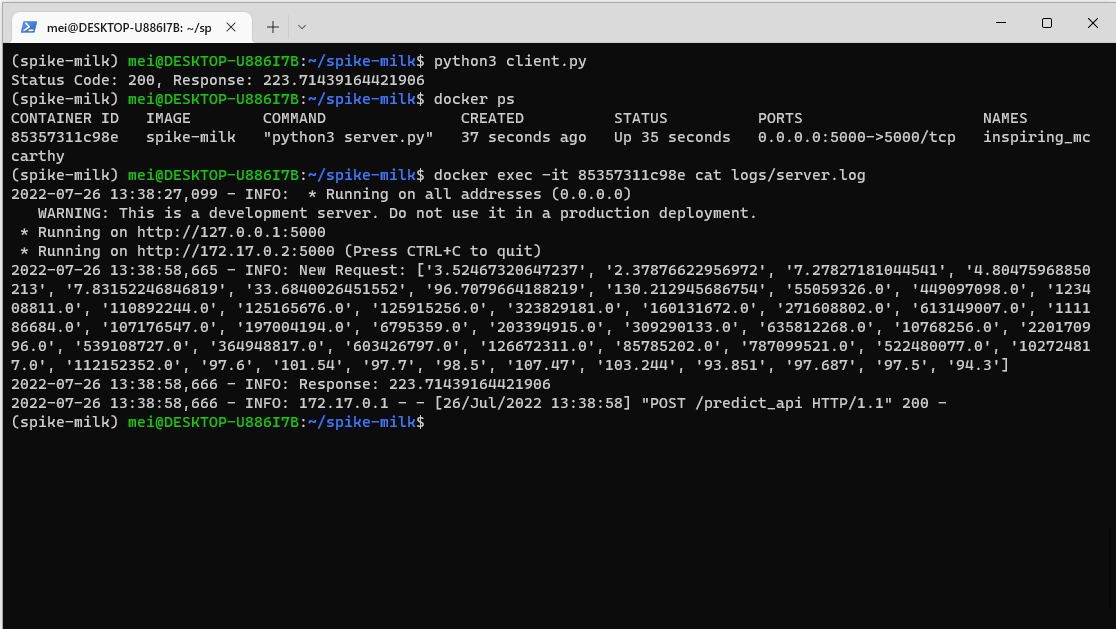 mei@DESKTOP-U886I7B: ~/sp
(spike-milk) mei@DESKTOP-U886I7B:~/spike-milk$ python3 client.py
Status Code: 200, Response: 223.71439164421906
(spike-milk) mei@DESKTOP-U886I7B:~/spike-milk$ docker ps
CONTAINER ID   IMAGE        COMMAND               CREATED          STATUS          PORTS                    NAMES
85357311c98e   spike-milk   "python3 server.py"   37 seconds ago   Up 35 seconds   0.0.0.0:5000->5000/tcp   inspiring_mc
carthy
(spike-milk) mei@DESKTOP-U886I7B:~/spike-milk$ docker exec -it 85357311c98e cat logs/server.log
2022-07-26 13:38:27,099 - INFO:  * Running on all addresses (0.0.0.0)
   WARNING: This is a development server. Do not use it in a production deployment.
 * Running on http://127.0.0.1:5000
 * Running on http://172.17.0.2:5000 (Press CTRL+C to quit)
2022-07-26 13:38:58,665 - INFO: New Request: ['3.52467320647237', '2.37876622956972', '7.27827181044541', '4.80475968850
213', '7.83152246846819', '33.6840026451552', '96.7079664188219', '130.212945686754', '55059326.0', '449097098.0', '1234
08811.0', '110892244.0', '125165676.0', '125915256.0', '323829181.0', '160131672.0', '271608802.0', '613149007.0', '1111
86684.0', '107176547.0', '197004194.0', '6795359.0', '203394915.0', '309290133.0', '635812268.0', '10768256.0', '2201709
96.0', '539108727.0', '364948817.0', '603426797.0', '126672311.0', '85785202.0', '787099521.0', '522480077.0', '10272481
7.0', '112152352.0', '97.6', '101.54', '97.7', '98.5', '107.47', '103.244', '93.851', '97.687', '97.5', '94.3']
2022-07-26 13:38:58,666 - INFO: Response: 223.71439164421906
2022-07-26 13:38:58,666 - INFO: 172.17.0.1 - - [26/Jul/2022 13:38:58] "POST /predict_api HTTP/1.1" 200 -
(spike-milk) mei@DESKTOP-U886I7B:~/spike-milk$